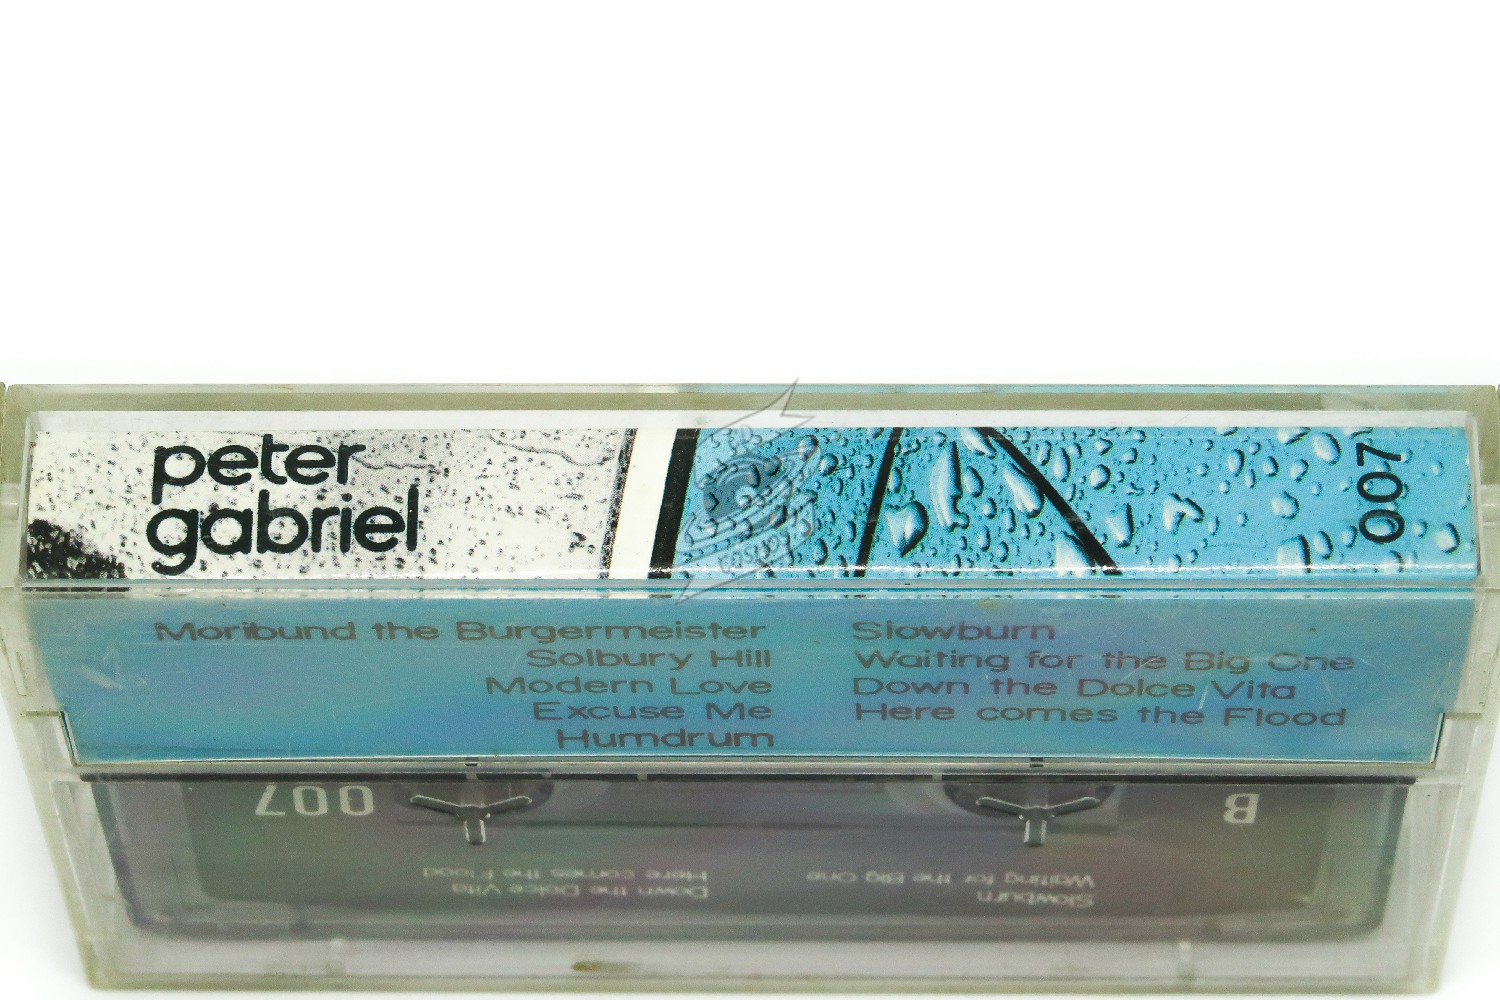 peter
gabriel
007
Moribund the Burgermeister
Solbury Hill
Modern Love
Excuse Me
Humdrum
Slowburn
Waiting for the Big One
Down the Dolce Vita
Here comes the Flood
007
B
Slowburn
Waiting for the Big One
Down the Dolce Vita
Here comes the Flood